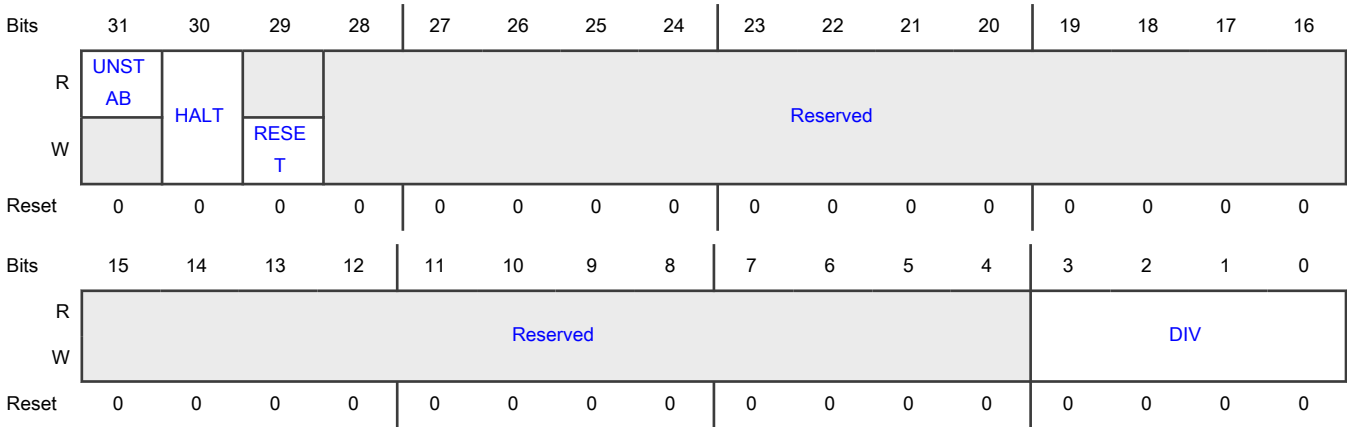 Bits 31 30 29 28 27 26 25 24 23 22 21 20 19 18 17 16
R UNST
AB
HALT Reserved
W RESE
T
Reset 0 0 0 0 0 0 0 0 0 0 0 0 0 0 0 0
Bits 15 14 13 12 11 10 9 8 7 6 5 4 3 2 1 0
R
Reserved DIV
W
Reset 0 0 0 0 0 0 0 0 0 0 0 0 0 0 0 0